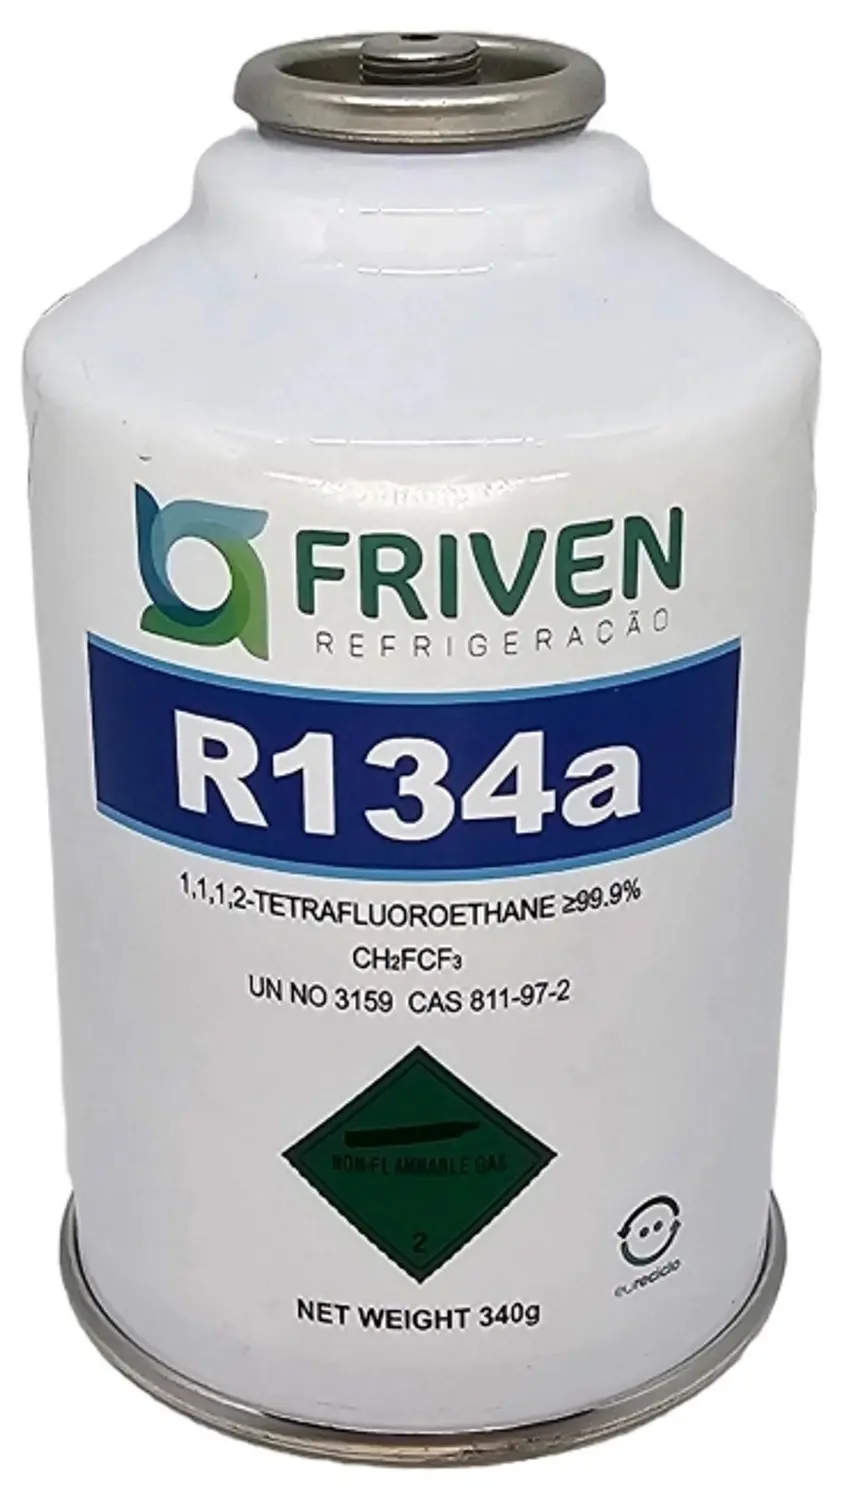 FRIVEN
REFRIGERAÇÃO
R134a
1,1,1,2-TETRAFLUOROETHANE ≥99.9%
CH₂FCF₃
UN NO 3159 CAS 811-97-2
NON-FLAMMABLE GAS
2
eureciclo
NET WEIGHT 340g